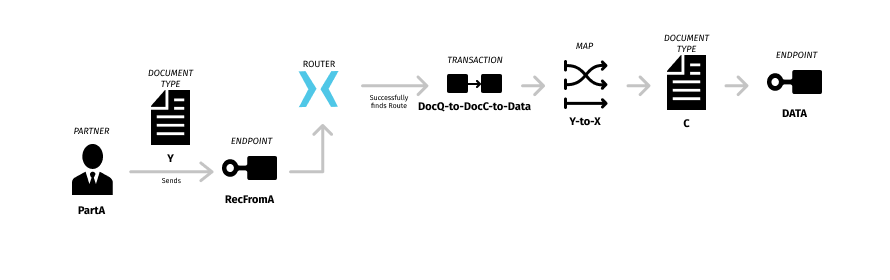 PARTNER
PartA
DOCUMENT
TYPE
Y
Sends
ENDPOINT
RecFromA
ROUTER
Successfully
finds Route
TRANSACTION
DocQ-to-DocC-to-Data
MAP
Y-to-X
DOCUMENT
TYPE
C
ENDPOINT
DATA